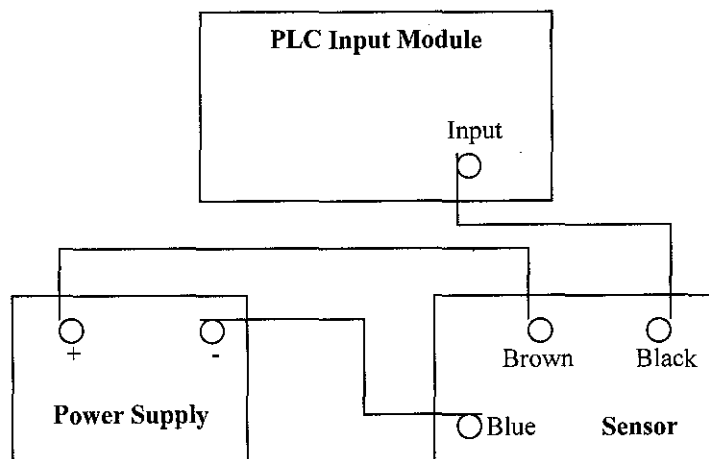 PLC Input Module
Input
+
-
Brown
Black
Power Supply
Blue
Sensor